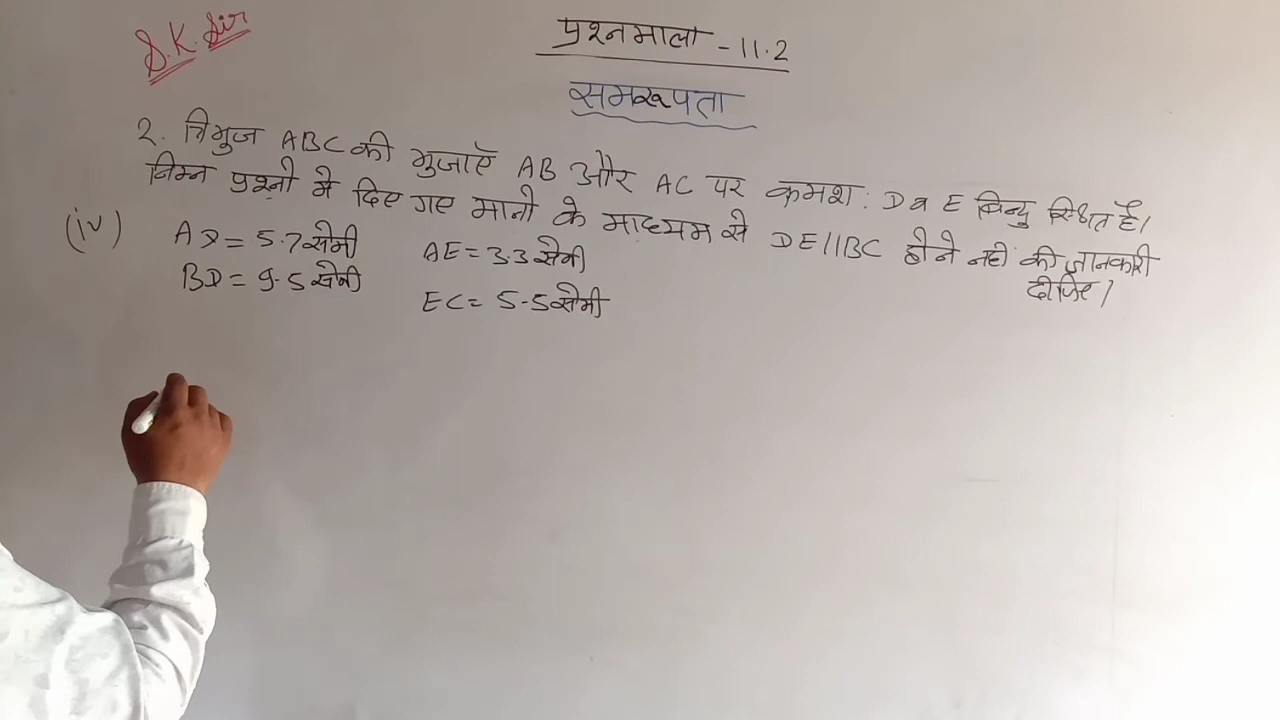 S.K. Sir
प्रश्नमाला - 11.2
समरूपता
2. त्रिभुज ABC की भुजाएँ AB और AC पर क्रमश: D व E बिन्दु स्थित है।
निम्न प्रश्नो मे दिए गए मानो के माध्यम से DE||BC होने नहीं की जानकारी
दीजिए।
(iv) AD = 5.7 सेमी AE = 3.3 सेमी
BD = 9.5 सेमी EC = 5.5 सेमी